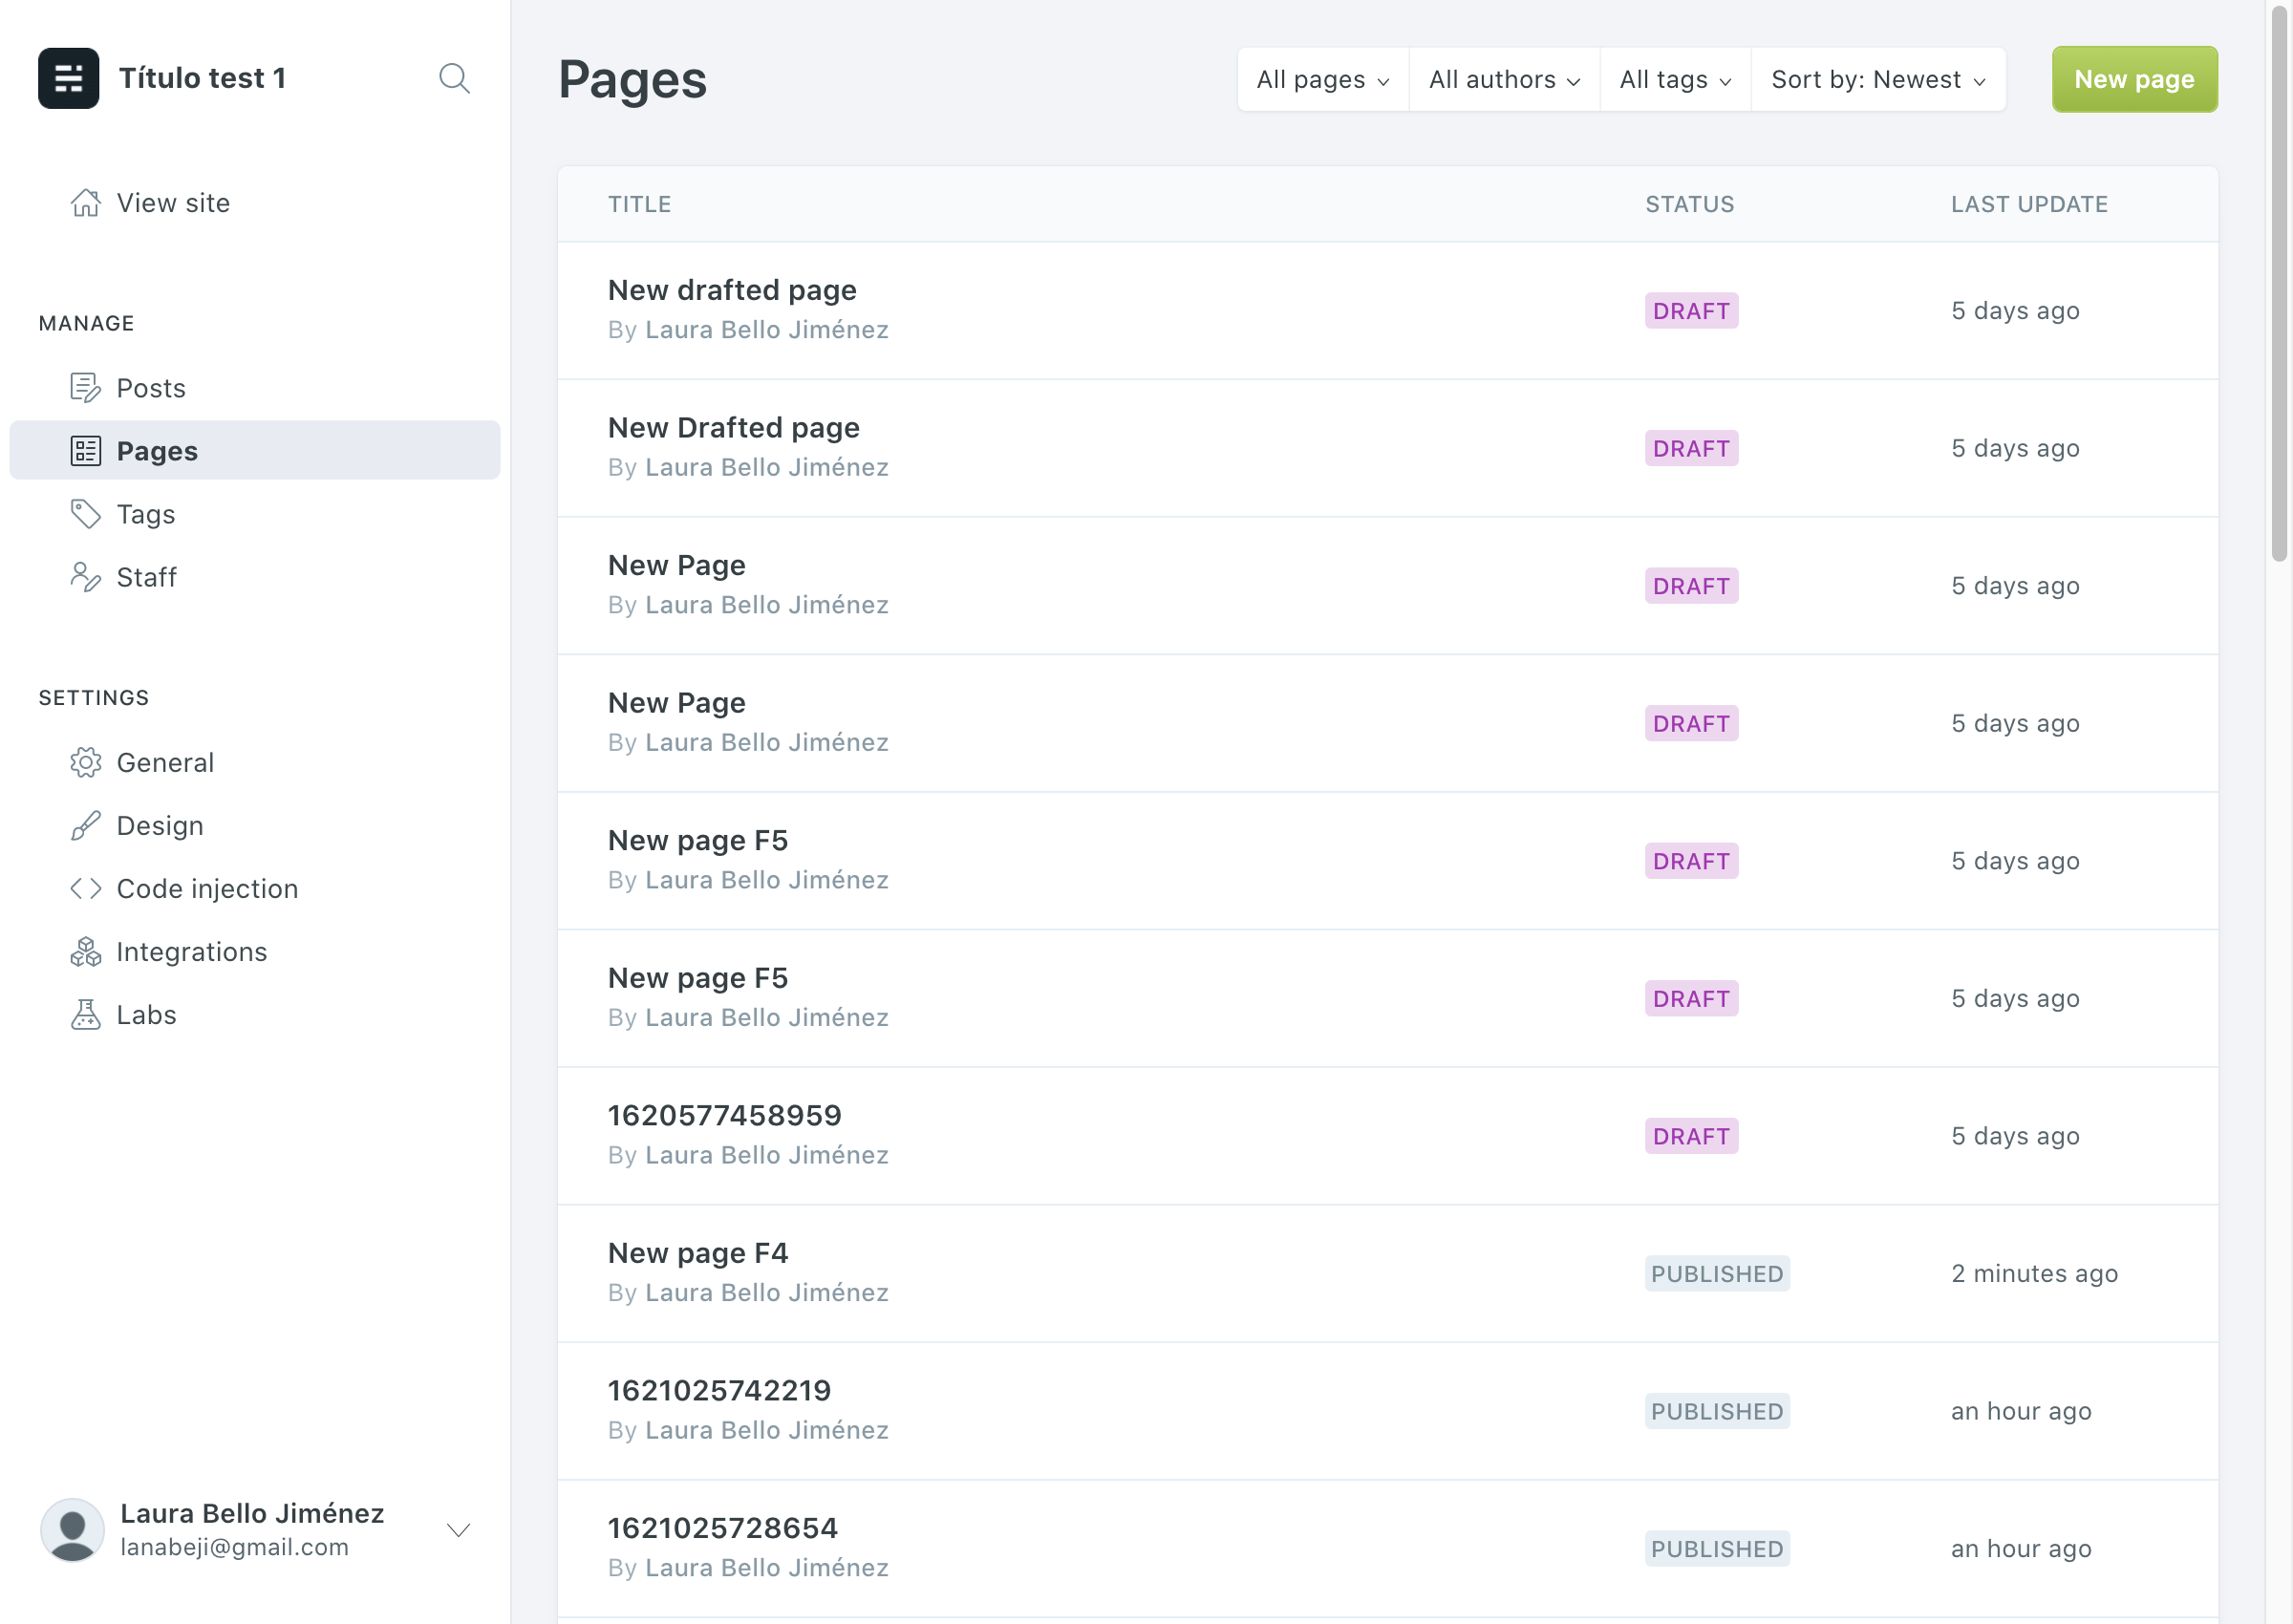 Título test 1
View site
MANAGE
Posts
Pages
Tags
Staff
SETTINGS
General
Design
Code injection
Integrations
Labs
Laura Bello Jiménez
lanabeji@gmail.com
Pages
All pages
All authors
All tags
Sort by: Newest
New page
TITLE STATUS LAST UPDATE
New drafted page
By Laura Bello Jiménez
DRAFT
5 days ago
New Drafted page
By Laura Bello Jiménez
DRAFT
5 days ago
New Page
By Laura Bello Jiménez
DRAFT
5 days ago
New Page
By Laura Bello Jiménez
DRAFT
5 days ago
New page F5
By Laura Bello Jiménez
DRAFT
5 days ago
New page F5
By Laura Bello Jiménez
DRAFT
5 days ago
1620577458959
By Laura Bello Jiménez
DRAFT
5 days ago
New page F4
By Laura Bello Jiménez
PUBLISHED
2 minutes ago
1621025742219
By Laura Bello Jiménez
PUBLISHED
an hour ago
1621025728654
By Laura Bello Jiménez
PUBLISHED
an hour ago